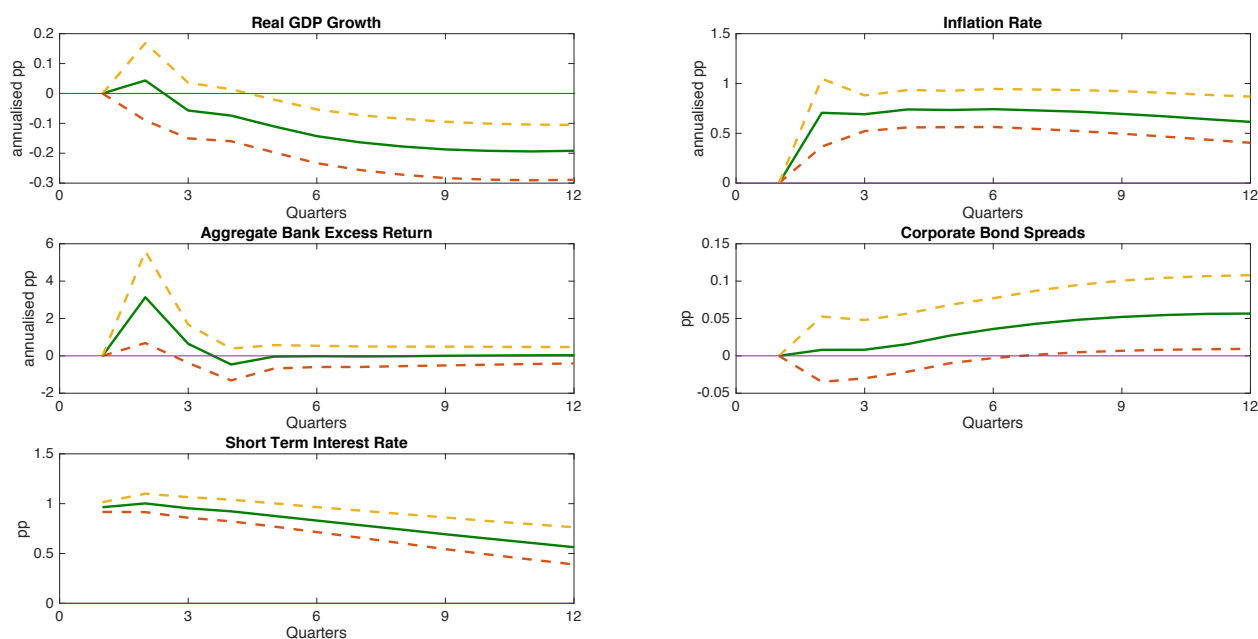 Real GDP Growth
annualised pp
0.2
0.1
0
-0.1
-0.2
-0.3
0 3 6 9 12
Quarters
Inflation Rate
annualised pp
1.5
1
0.5
0
0 3 6 9 12
Quarters
Aggregate Bank Excess Return
annualised pp
6
4
2
0
-2
0 3 6 9 12
Corporate Bond Spreads
pp
0.15
0.1
0.05
0
-0.05
0 3 6 9 12
Short Term Interest Rate
pp
1.5
1
0.5
0
0 3 6 9 12
Quarters